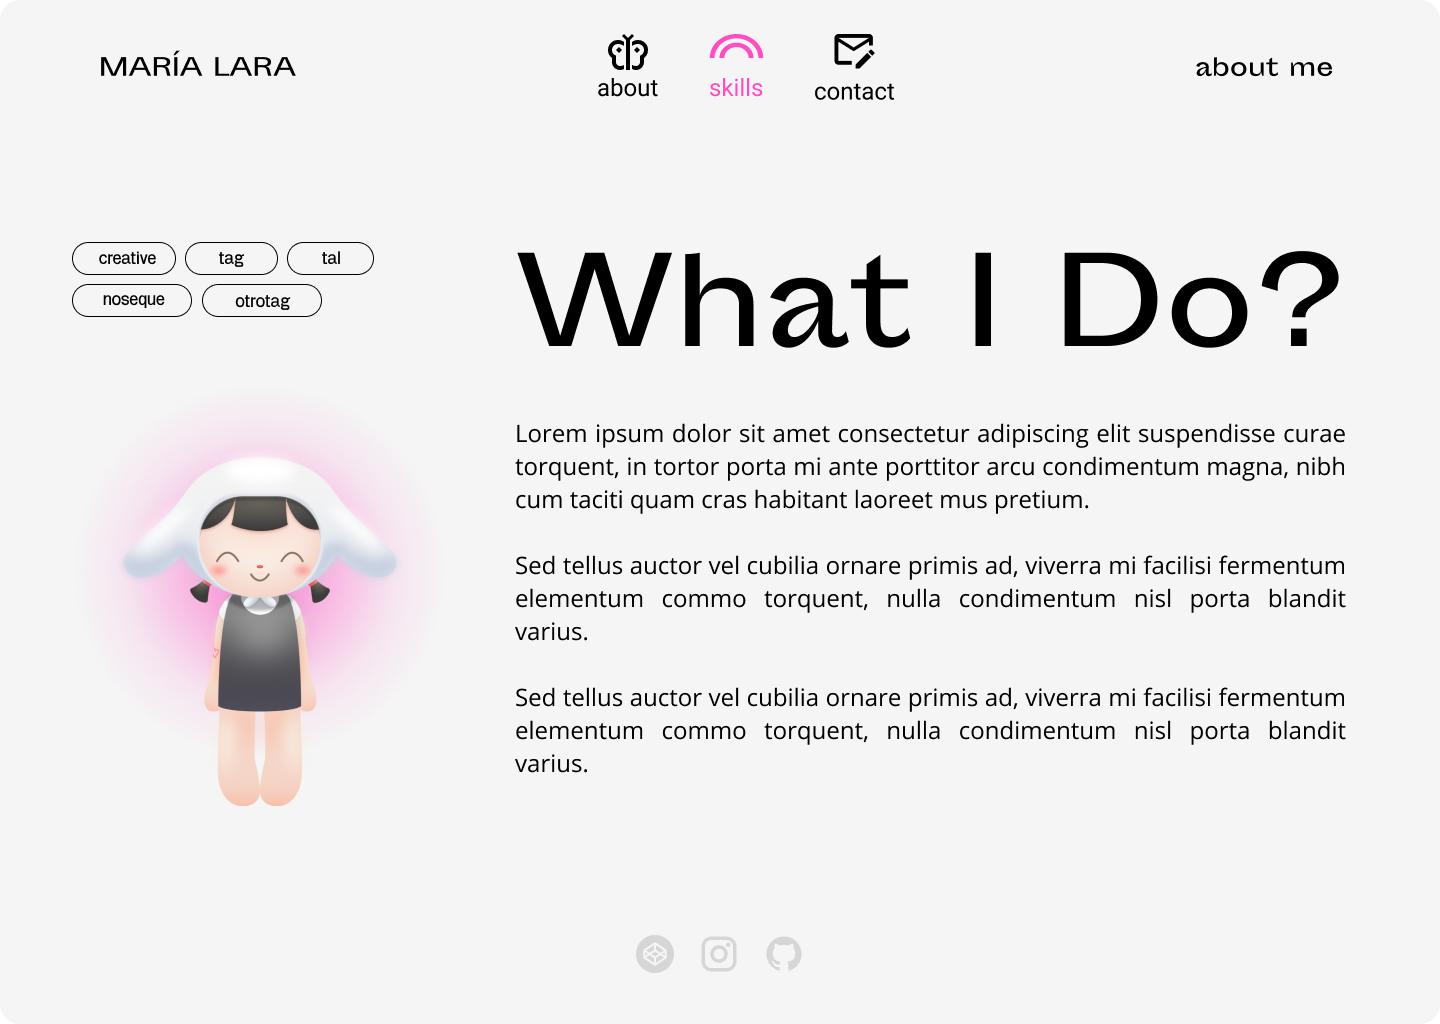 MARÍA LARA
about
skills
contact
about me
creative
tag
tal
noseque
otrotag
What I Do?
Lorem ipsum dolor sit amet consectetur adipiscing elit suspendisse curae
torquent, in tortor porta mi ante porttitor arcu condimentum magna, nibh
cum taciti quam cras habitant laoreet mus pretium.
Sed tellus auctor vel cubilia ornare primis ad, viverra mi facilisi fermentum
elementum commo torquent, nulla condimentum nisl porta blandit
varius.
Sed tellus auctor vel cubilia ornare primis ad, viverra mi facilisi fermentum
elementum commo torquent, nulla condimentum nisl porta blandit
varius.